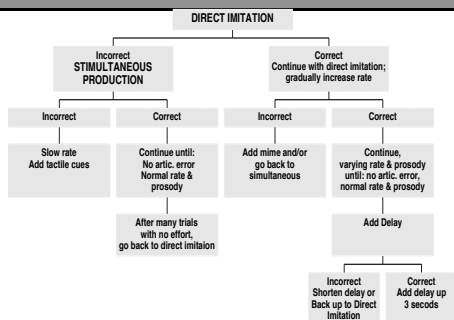 DIRECT IMITATION
Incorrect
STIMULTANEOUS
PRODUCTION
Correct
Continue with direct imitation;
gradually increase rate
Incorrect
Correct
Incorrect
Correct
Slow rate
Add tactile cues
Continue until:
No artic. error
Normal rate &
prosody
Add mime and/or
go back to
simultaneous
Continue,
varying rate & prosody
until: no artic. error,
normal rate & prosody
After many trials
with no effort,
go back to direct imitaion
Add Delay
Incorrect
Shorten delay or
Back up to Direct
Imitation
Correct
Add delay up
3 secods